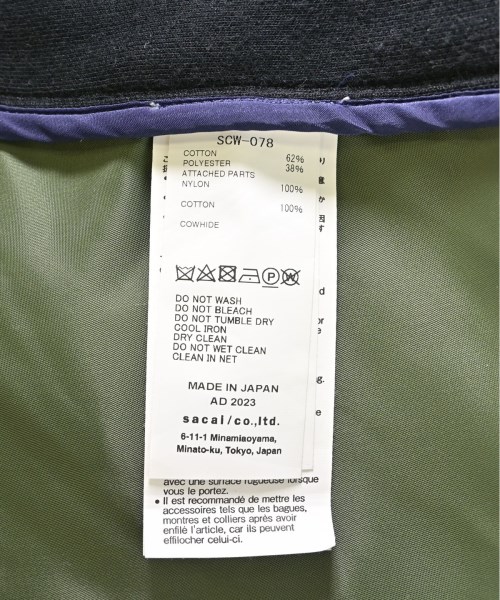 SCW-078
COTTON 62%
POLYESTER 38%
ATTACHED PARTS
NYLON 100%
COTTON 100%
COWHIDE
DO NOT WASH
DO NOT BLEACH
DO NOT TUMBLE DRY
COOL IRON
DRY CLEAN
DO NOT WET CLEAN
CLEAN IN NET
MADE IN JAPAN
AD 2023
sacai/co.,ltd.
6-11-1 Minamiaoyama,
Minato-ku, Tokyo, Japan
avec une surface rugueuse lorsque
vous le portez.
• Il est recommandé de mettre les
accessoires tels que les bagues,
montres et colliers après avoir
enfilé l'article, car ils peuvent
effilocher celui-ci.